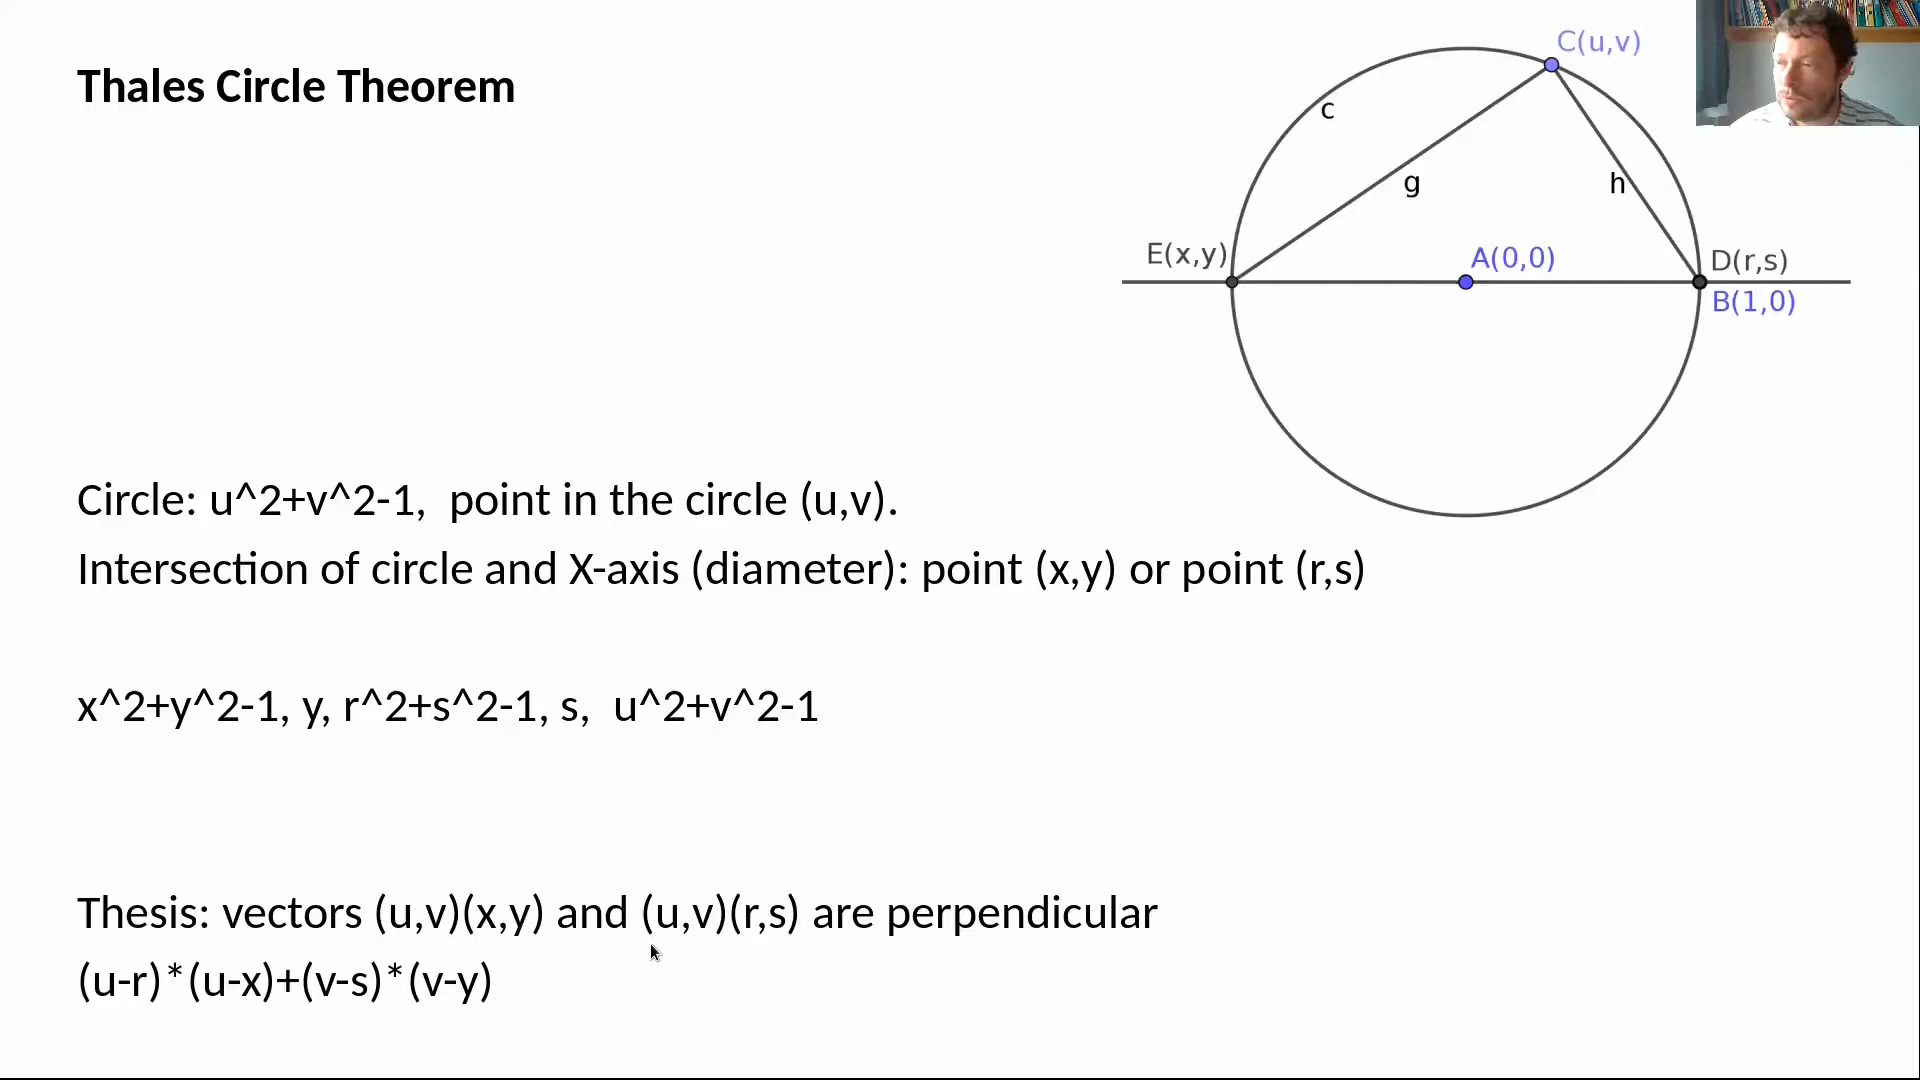 Thales Circle Theorem
C(u,v)
c
g
h
E(x,y)
A(0,0)
D(r,s)
B(1,0)
Circle: u^2+v^2-1, point in the circle (u,v).
Intersection of circle and X-axis (diameter): point (x,y) or point (r,s)
x^2+y^2-1, y, r^2+s^2-1, s, u^2+v^2-1
Thesis: vectors (u,v)(x,y) and (u,v)(r,s) are perpendicular
(u-r)*(u-x)+(v-s)*(v-y)